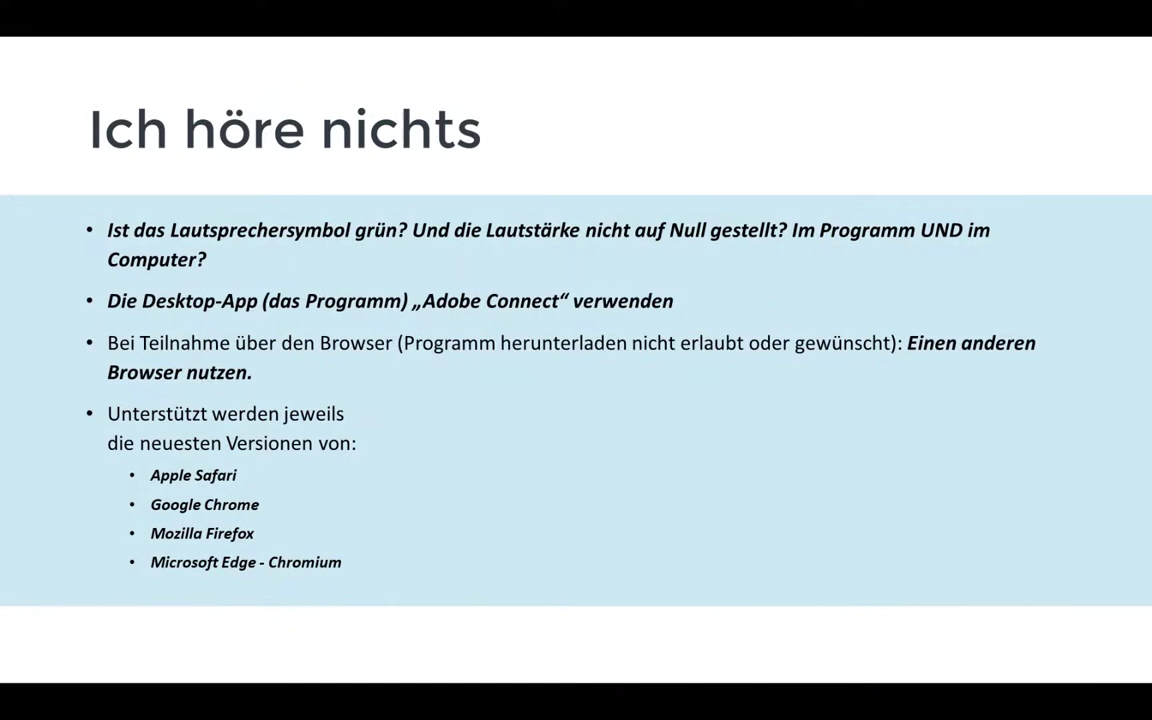 Ich höre nichts
• Ist das Lautsprechersymbol grün? Und die Lautstärke nicht auf Null gestellt? Im Programm UND im
Computer?
• Die Desktop-App (das Programm) „Adobe Connect“ verwenden
• Bei Teilnahme über den Browser (Programm herunterladen nicht erlaubt oder gewünscht): Einen anderen
Browser nutzen.
• Unterstützt werden jeweils
die neuesten Versionen von:
• Apple Safari
• Google Chrome
• Mozilla Firefox
• Microsoft Edge - Chromium